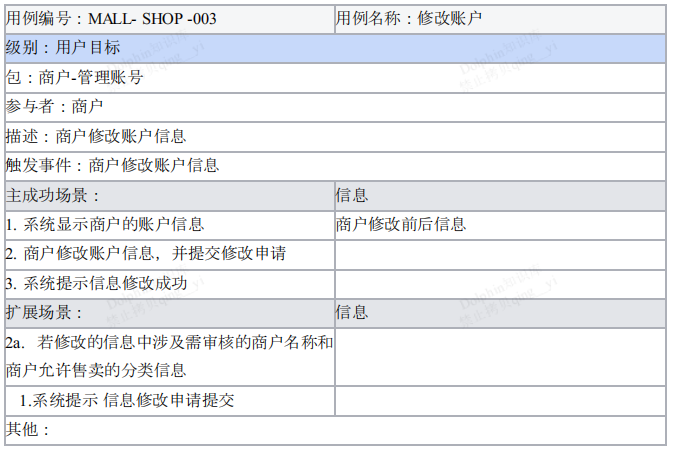 用例编号：MALL- SHOP -003 用例名称：修改账户
级别：用户目标
包：商户-管理账号
参与者：商户
描述：商户修改账户信息
触发事件：商户修改账户信息
主成功场景： 信息
1. 系统显示商户的账户信息 商户修改前后信息
2. 商户修改账户信息，并提交修改申请
3. 系统提示信息修改成功
扩展场景： 信息
2a. 若修改的信息中涉及需审核的商户名称和
商户允许售卖的分类信息
1.系统提示 信息修改申请提交
其他：